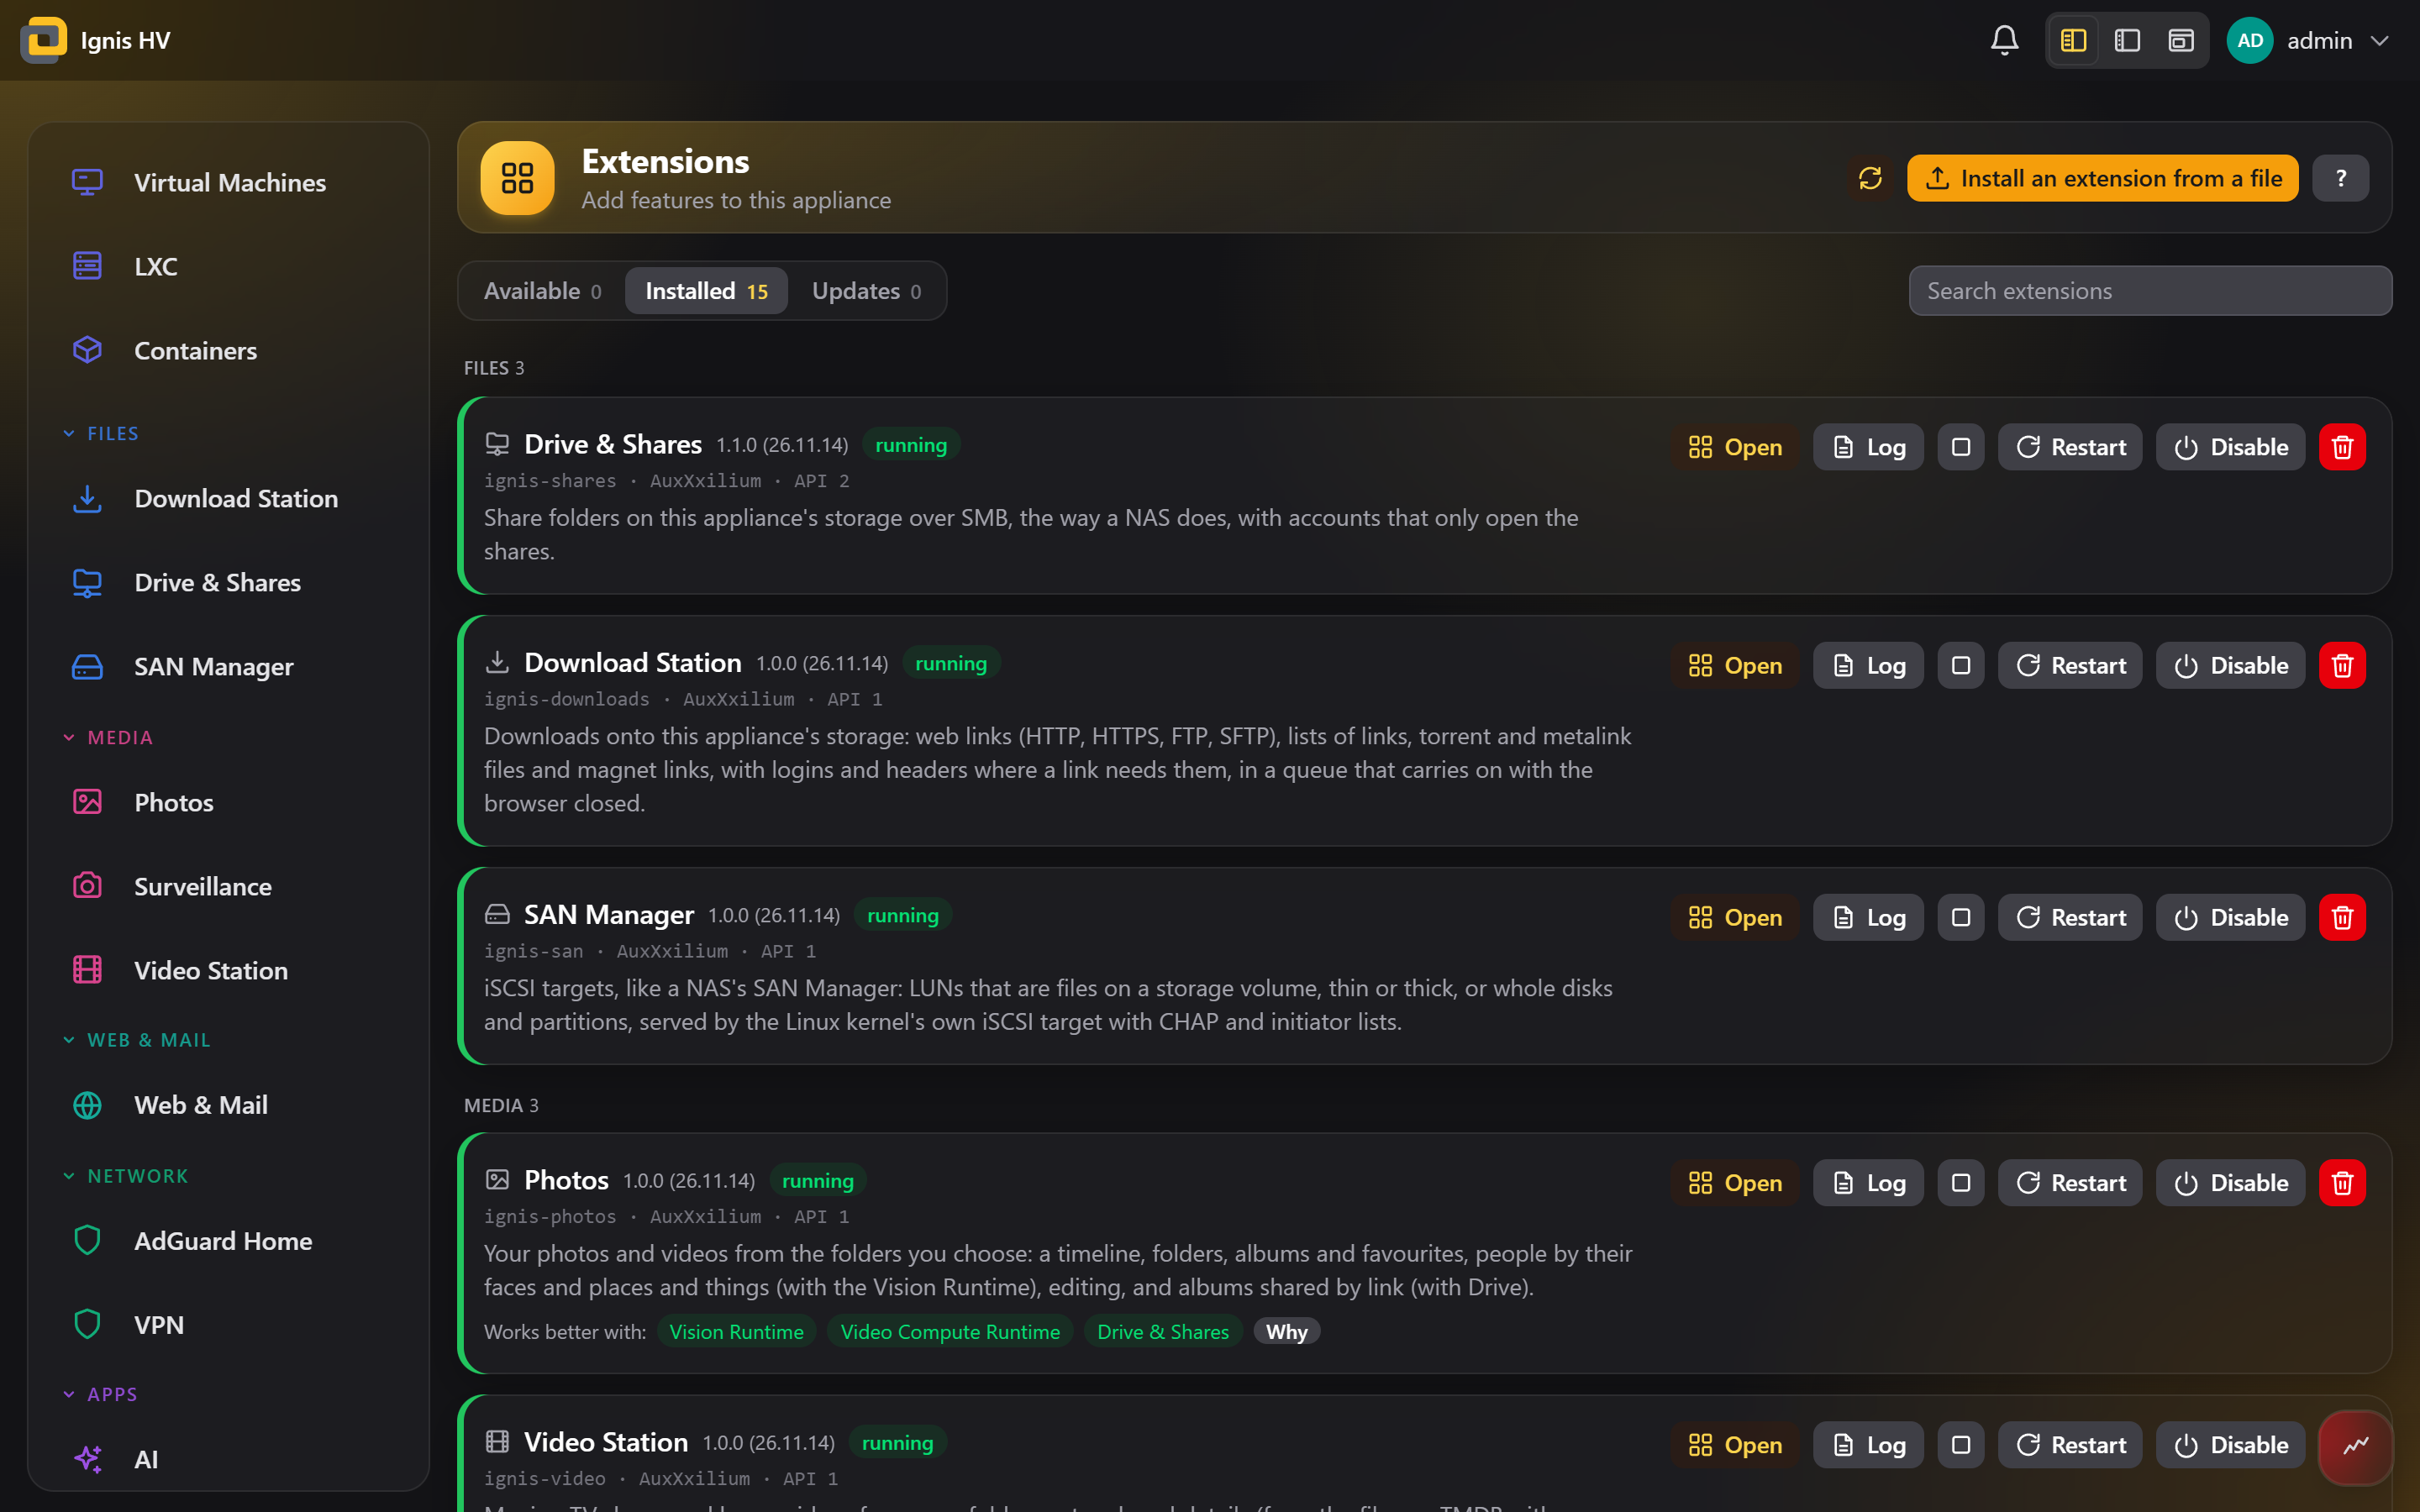 Ignis HV
AD admin
Virtual Machines
LXC
Containers
FILES
Download Station
Drive & Shares
SAN Manager
MEDIA
Photos
Surveillance
Video Station
WEB & MAIL
Web & Mail
NETWORK
AdGuard Home
VPN
APPS
AI
Extensions
Add features to this appliance
Install an extension from a file
?
Available 0
Installed 15
Updates 0
Search extensions
FILES 3
Drive & Shares 1.1.0 (26.11.14) running
Open Log Restart Disable
ignis-shares · AuxXxilium · API 2
Share folders on this appliance's storage over SMB, the way a NAS does, with accounts that only open the
shares.
Download Station 1.0.0 (26.11.14) running
Open Log Restart Disable
ignis-downloads · AuxXxilium · API 1
Downloads onto this appliance's storage: web links (HTTP, HTTPS, FTP, SFTP), lists of links, torrent and metalink
files and magnet links, with logins and headers where a link needs them, in a queue that carries on with the
browser closed.
SAN Manager 1.0.0 (26.11.14) running
Open Log Restart Disable
ignis-san · AuxXxilium · API 1
iSCSI targets, like a NAS's SAN Manager: LUNs that are files on a storage volume, thin or thick, or whole disks
and partitions, served by the Linux kernel's own iSCSI target with CHAP and initiator lists.
MEDIA 3
Photos 1.0.0 (26.11.14) running
Open Log Restart Disable
ignis-photos · AuxXxilium · API 1
Your photos and videos from the folders you choose: a timeline, folders, albums and favourites, people by their
faces and places and things (with the Vision Runtime), editing, and albums shared by link (with Drive).
Works better with: Vision Runtime Video Compute Runtime Drive & Shares Why
Video Station 1.0.0 (26.11.14) running
Open Log Restart Disable
ignis-video · AuxXxilium · API 1